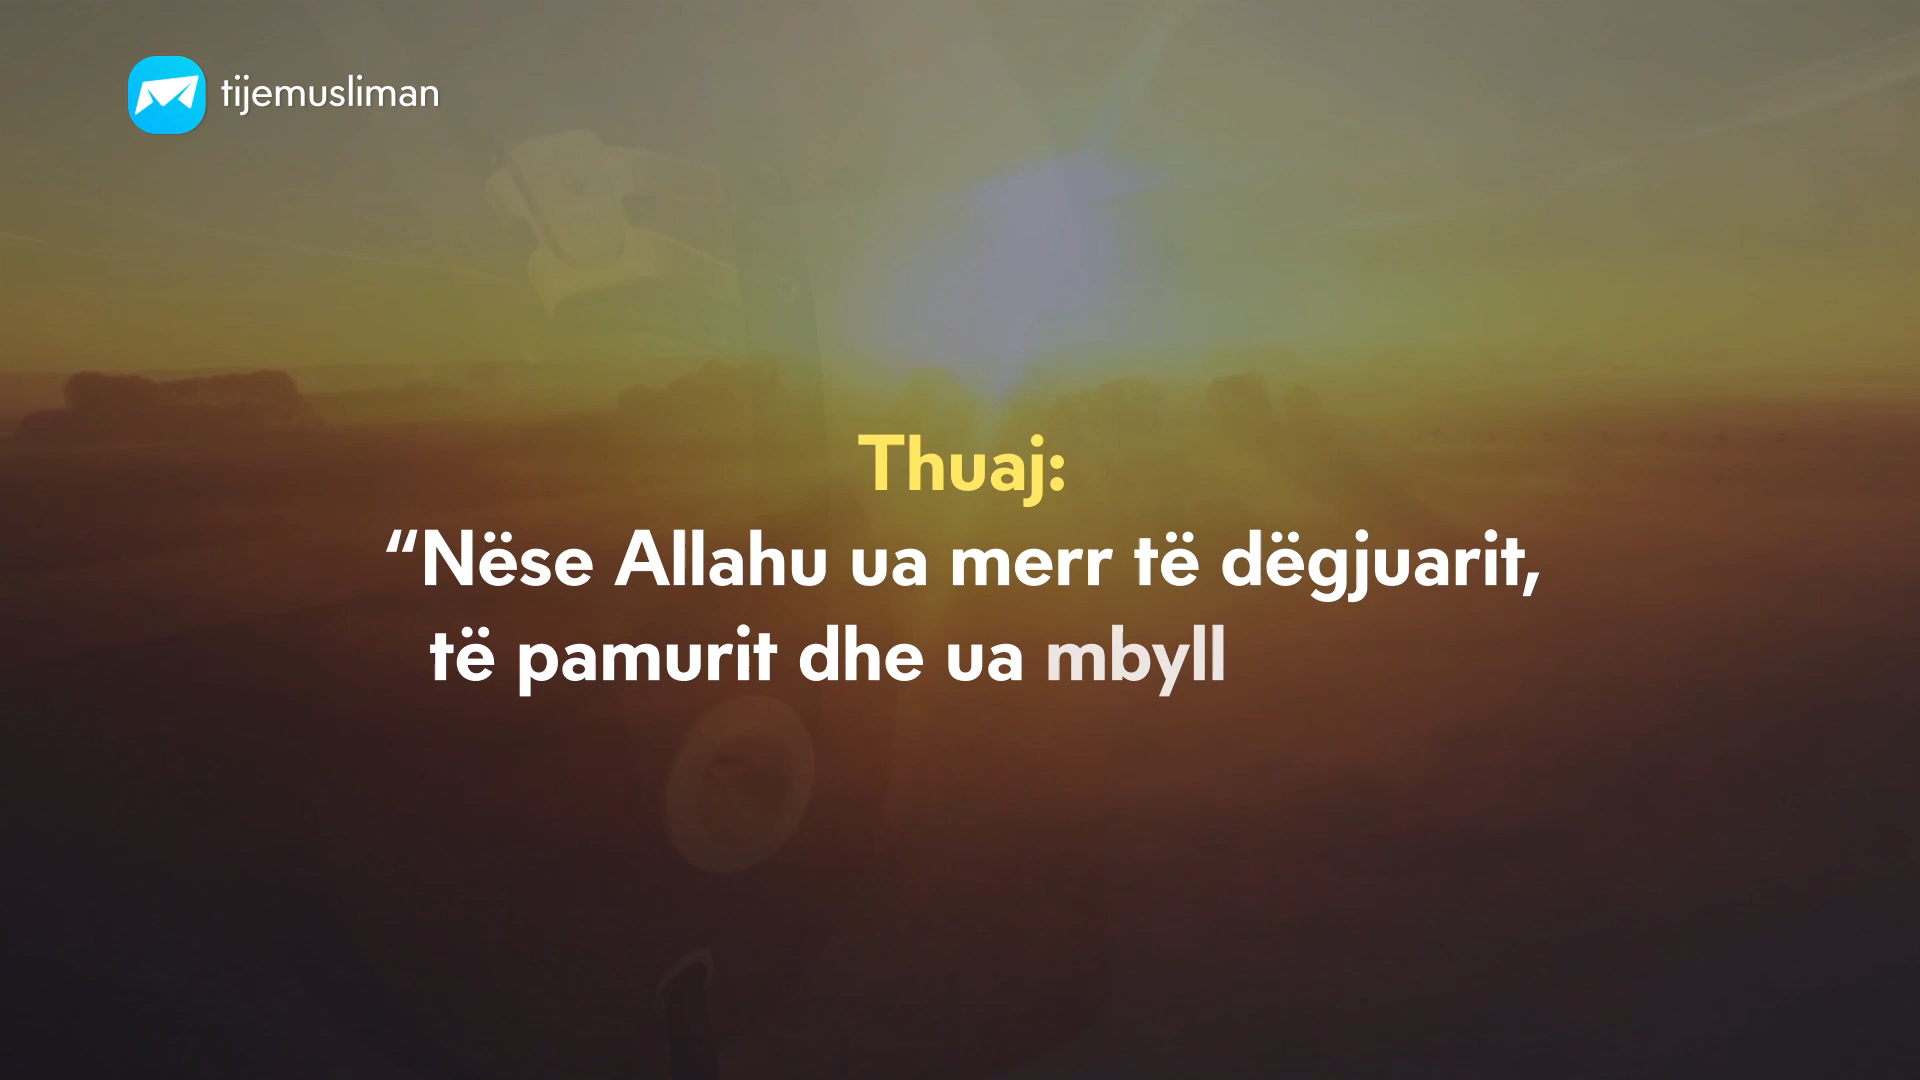 tijemusliman
Thuaj:
“Nëse Allahu ua merr të dëgjuarit,
të pamurit dhe ua mbyll